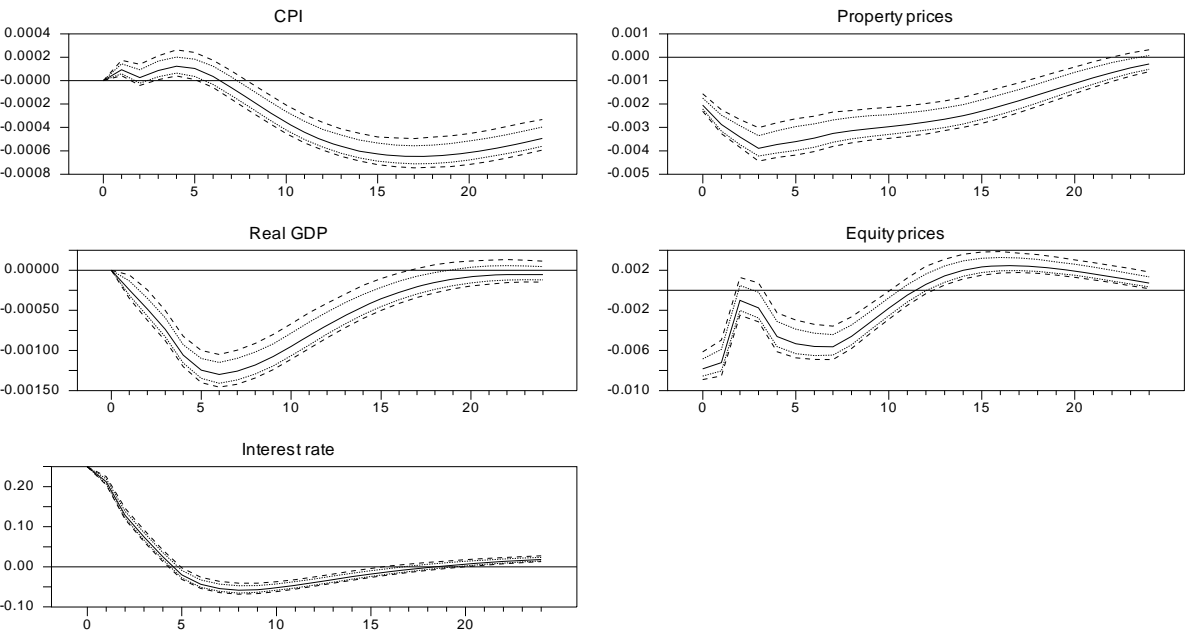 CPI
0.0004
0.0002
-0.0000
-0.0002
-0.0004
-0.0006
-0.0008
0 5 10 15 20
Property prices
0.001
0.000
-0.001
-0.002
-0.003
-0.004
-0.005
0 5 10 15 20
Real GDP
0.00000
-0.00050
-0.00100
-0.00150
0 5 10 15 20
Equity prices
0.002
-0.002
-0.006
-0.010
0 5 10 15 20
Interest rate
0.20
0.10
0.00
-0.10
0 5 10 15 20